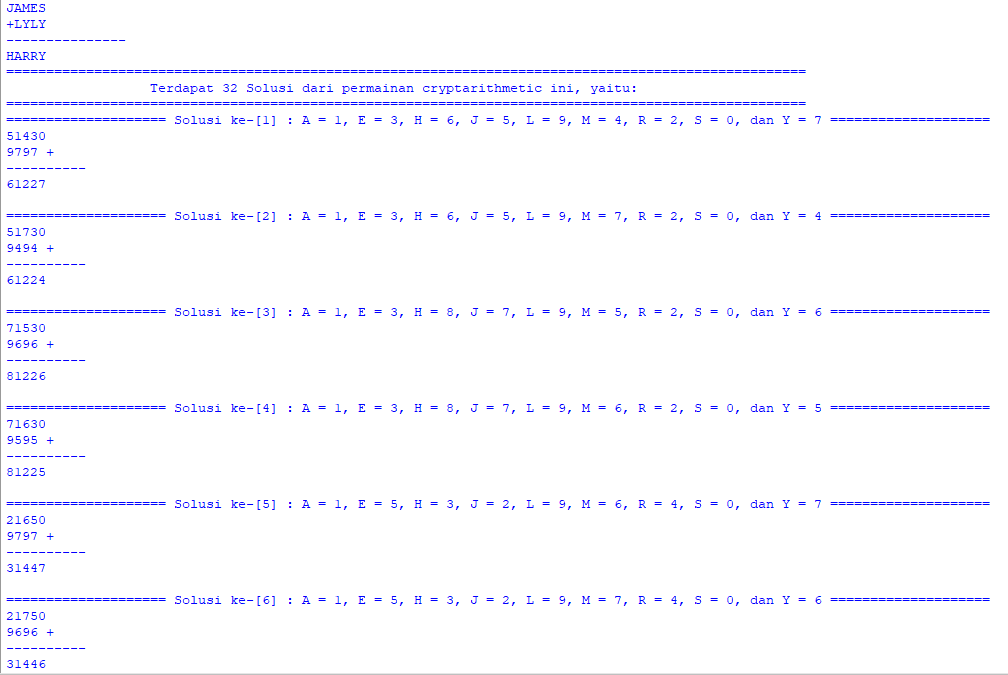 JAMES
+LYLY
---------------
HARRY
====================================================================================================
Terdapat 32 Solusi dari permainan cryptarithmetic ini, yaitu:
====================================================================================================
==================== Solusi ke-[1] : A = 1, E = 3, H = 6, J = 5, L = 9, M = 4, R = 2, S = 0, dan Y = 7 ====================
51430
9797 +
----------
61227
==================== Solusi ke-[2] : A = 1, E = 3, H = 6, J = 5, L = 9, M = 7, R = 2, S = 0, dan Y = 4 ====================
51730
9494 +
----------
61224
==================== Solusi ke-[3] : A = 1, E = 3, H = 8, J = 7, L = 9, M = 5, R = 2, S = 0, dan Y = 6 ====================
71530
9696 +
----------
81226
==================== Solusi ke-[4] : A = 1, E = 3, H = 8, J = 7, L = 9, M = 6, R = 2, S = 0, dan Y = 5 ====================
71630
9595 +
----------
81225
==================== Solusi ke-[5] : A = 1, E = 5, H = 3, J = 2, L = 9, M = 6, R = 4, S = 0, dan Y = 7 ====================
21650
9797 +
----------
31447
==================== Solusi ke-[6] : A = 1, E = 5, H = 3, J = 2, L = 9, M = 7, R = 4, S = 0, dan Y = 6 ====================
21750
9696 +
----------
31446